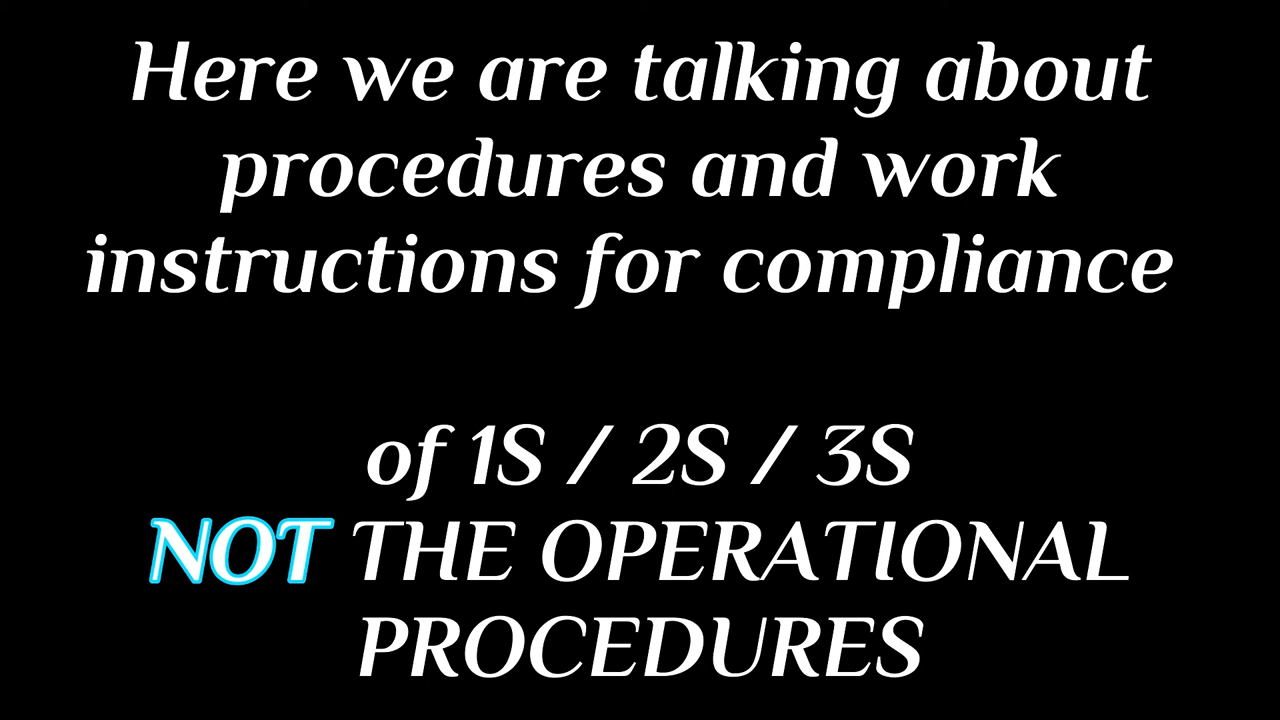 Here we are talking about
procedures and work
instructions for compliance
of 1S / 2S / 3S
NOT THE OPERATIONAL
PROCEDURES